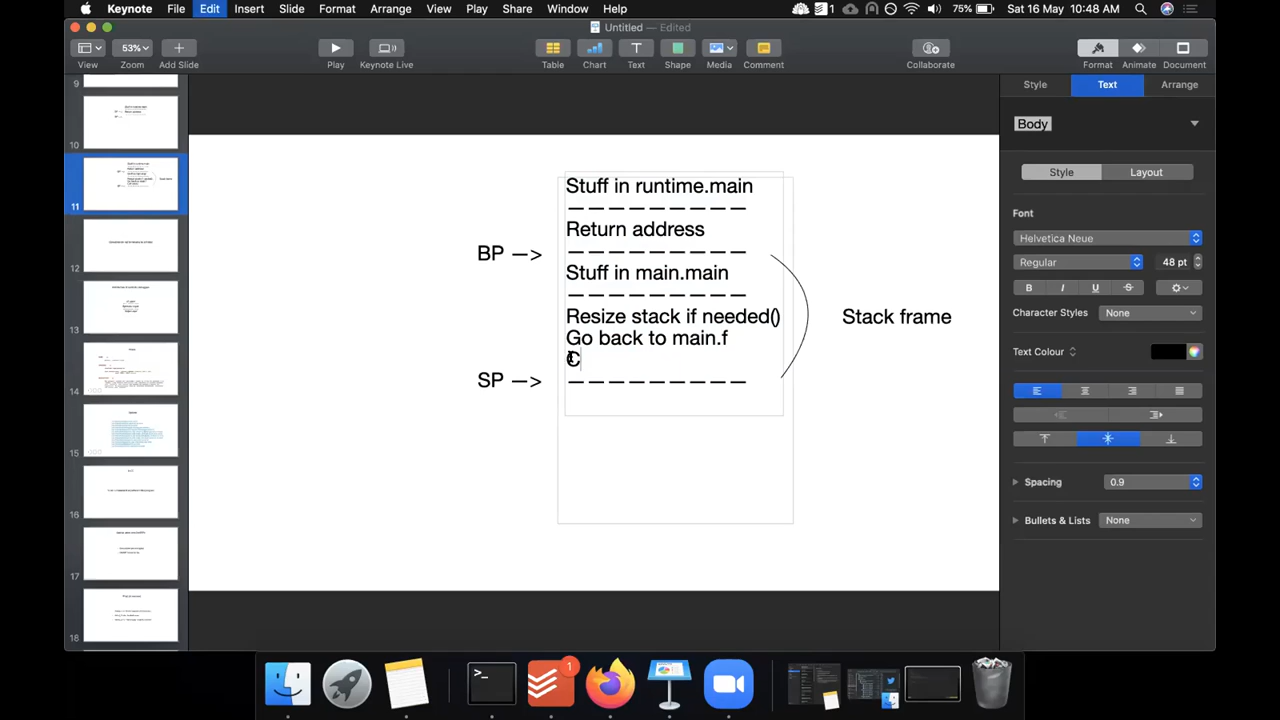 Keynote File Edit Insert Slide Format Arrange View Play Share Window Help 1 75% Sat 16 May 10:48 AM
Untitled — Edited
53%
View Zoom Add Slide Play Keynote Live Table Chart Text Shape Media Comment Collaborate Format Animate Document
Style Text Arrange
Body
Style Layout
Font
Helvetica Neue
Regular 48 pt
B I U S
Character Styles None
Text Colour
Spacing 0.9
Bullets & Lists None
9
10
11
12
13
14
15
16
17
18
Stuff in runtime.main
— — — — — — — — —
Return address
BP —> — — — — — — — — —
Stuff in main.main
— — — — — — — — —
Resize stack if needed()
Stack frame
Go back to main.f
C
SP —> — — — — — — — — —
1